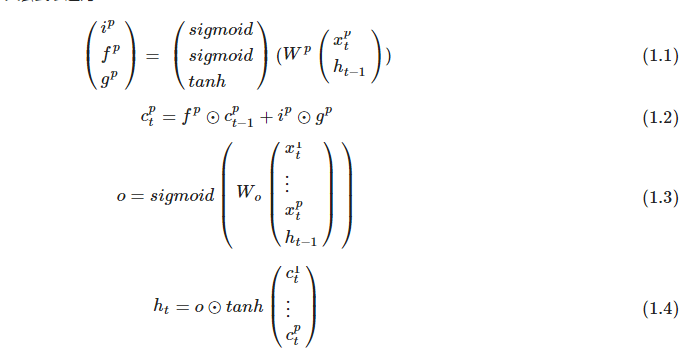 (i^p f^p g^p) = (sigmoid sigmoid tanh) (W^p (x_t^p h_{t−1})) (1.1)
c_t^p = f^p ⊙ c_{t−1}^p + i^p ⊙ g^p (1.2)
o = sigmoid (W_o (x_t^1 ⋮ x_t^p h_{t−1})) (1.3)
h_t = o ⊙ tanh (c_t^1 ⋮ c_t^p) (1.4)